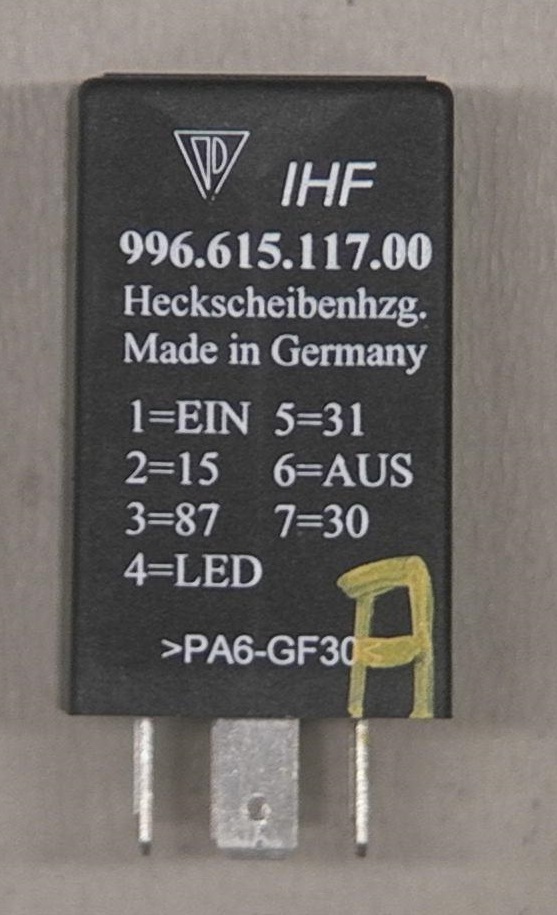 IHF
996.615.117.00
Heckscheibenhzg.
Made in Germany
1=EIN 5=31
2=15 6=AUS
3=87 7=30
4=LED
A
>PA6-GF30<